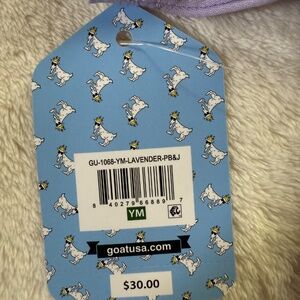 GU-1068-YM-LAVENDER-PB&J
8 40279 66889 7
YM
goatusa.com
$30.00